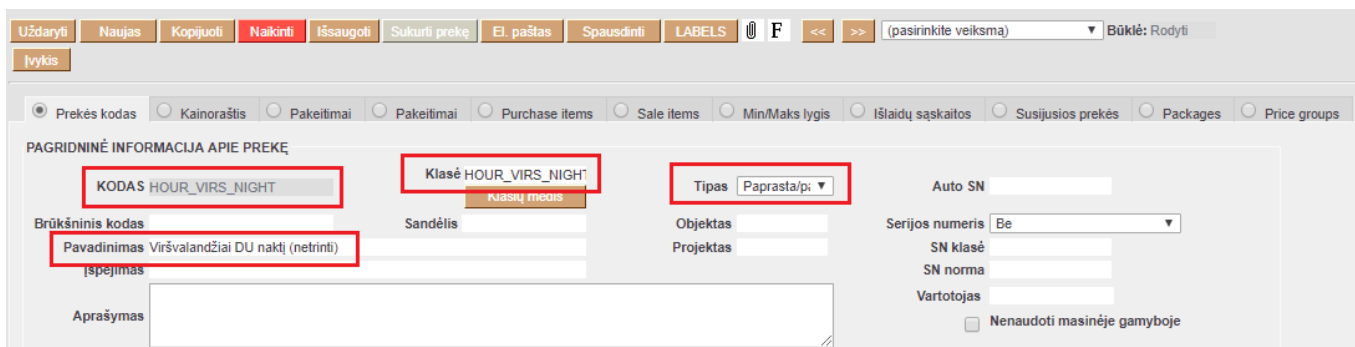 Uždaryti Naujas Kopijuoti Naikinti Išsaugoti Sukurti prekę El. paštas Spausdinti LABELS F << >> (pasirinkite veiksmą) Būklė: Rodyti
Įvykis
Prekės kodas Kainoraštis Pakeitimai Pakeitimai Purchase items Sale items Min/Maks lygis Išlaidų sąskaitos Susijusios prekės Packages Price groups
PAGRIDNINĖ INFORMACIJA APIE PREKĘ
KODAS HOUR_VIRS_NIGHT Klasė HOUR_VIRS_NIGHT Tipas Paprasta/pa Auto SN
Klasių medis
Brūkšninis kodas Sandėlis Objektas Serijos numeris Be
Pavadinimas Viršvalandžiai DU naktį (netrinti) Projektas SN klasė
Įspėjimas SN norma
Aprašymas Vartotojas
Nenaudoti masinėje gamyboje